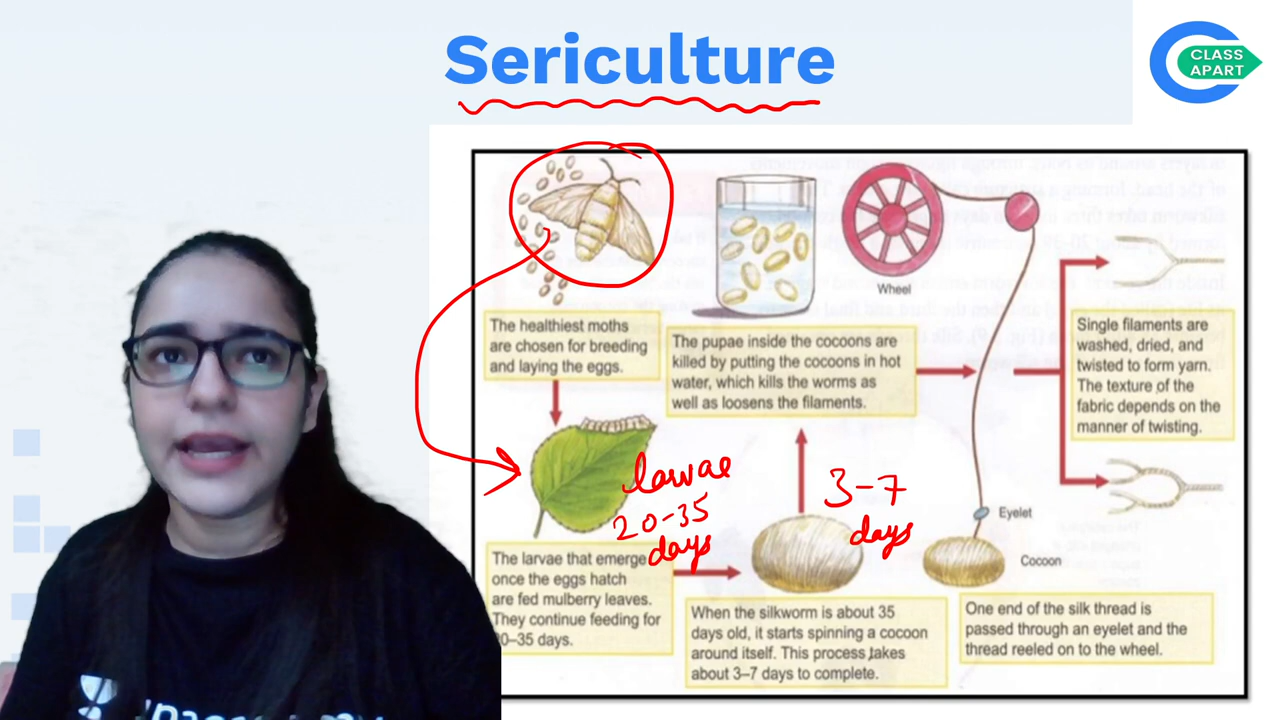 Sericulture
CLASS
APART
Wheel
The healthiest moths
are chosen for breeding
and laying the eggs.
The pupae inside the cocoons are
killed by putting the cocoons in hot
water, which kills the worms as
well as loosens the filaments.
Single filaments are
washed, dried, and
twisted to form yarn.
The texture of the
fabric depends on the
manner of twisting.
larvae
20-35
days
3-7
days
Eyelet
Cocoon
The larvae that emerge
once the eggs hatch
are fed mulberry leaves.
They continue feeding for
20–35 days.
When the silkworm is about 35
days old, it starts spinning a cocoon
around itself. This process takes
about 3–7 days to complete.
One end of the silk thread is
passed through an eyelet and the
thread reeled on to the wheel.